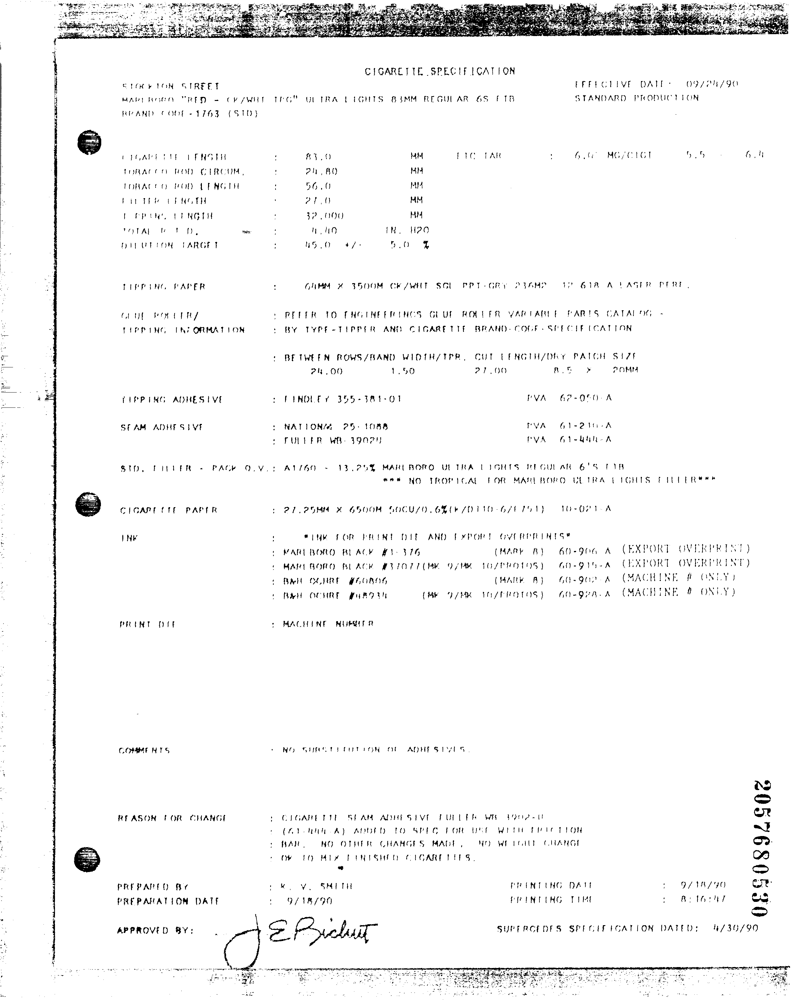 CIGARETTE SPECIFICATION
STOCKTON STREET EFFECTIVE DATE: 09/24/90
MARLBORO "RED - CK/WHT TPG" ULTRA LIGHTS 83MM REGULAR 6S FTB STANDARD PRODUCTION
BRAND CODE-1763 (STD)
CIGARETTE LENGTH : 83.0 MM FTC TAR : 6.0 MG/CIGT 5.5 - 6.4
TOBACCO ROD CIRCUM. : 24.80 MM
TOBACCO ROD LENGTH : 56.0 MM
FILTER LENGTH : 27.0 MM
TIPPING LENGTH : 32.000 MM
TOTAL R.T.D. : 4.40 IN. H2O
DILUTION TARGET : 45.0 +/- 5.0 %
TIPPING PAPER : 64MM X 3500M CK/WHT SGL PPT-GRY 236M2 12-618-A LASER PERF.
GLUE ROLLER/ : REFER TO ENGINEERINGS GLUE ROLLER VARIABLE PARTS CATALOG -
TIPPING INFORMATION : BY TYPE-TIPPER AND CIGARETTE BRAND-CODE-SPECIFICATION
: BETWEEN ROWS/BAND WIDTH/TPR. CUT LENGTH/DRY PATCH SIZE
24.00 1.50 27.00 8.5 X 20MM
TIPPING ADHESIVE : FINDLEY 355-381-01 PVA 62-050-A
SEAM ADHESIVE : NATIONAL 25-1088 PVA 61-210-A
: FULLER WB-3902U PVA 61-444-A
STD. FILLER - PACK O.V.: A1760 - 13.25% MARLBORO ULTRA LIGHTS REGULAR 6'S FTB
*** NO TROPICAL FOR MARLBORO ULTRA LIGHTS FILLER***
CIGARETTE PAPER : 27.25MM X 6500M 50CU/0.6%(K/D110-6/E751) 10-021-A
INK : *INK FOR PRINT DIE AND EXPORT OVERPRINTS*
: MARLBORO BLACK #1-376 (MARK 8) 60-906-A (EXPORT OVERPRINT)
: MARLBORO BLACK #37077(MK 9/MK 10/PROTOS) 60-915-A (EXPORT OVERPRINT)
: B&H OCHRE #60806 (MARK 8) 60-902-A (MACHINE # ONLY)
: B&H OCHRE #48934 (MK 9/MK 10/PROTOS) 60-928-A (MACHINE # ONLY)
PRINT DIE : MACHINE NUMBER
COMMENTS : NO SUBSTITUTION OF ADHESIVES.
REASON FOR CHANGE : CIGARETTE SEAM ADHESIVE FULLER WB 3902-U
: (61-444-A) ADDED TO SPEC FOR USE WITH FRICTION
: BAR. NO OTHER CHANGES MADE. NO WEIGHT CHANGE
: OK TO MIX FINISHED CIGARETTES.
PREPARED BY : K. V. SMITH PRINTING DATE : 9/18/90
PREPARATION DATE : 9/18/90 PRINTING TIME : 8:16:47
APPROVED BY: SUPERCEDES SPECIFICATION DATED: 4/30/90
2057680530